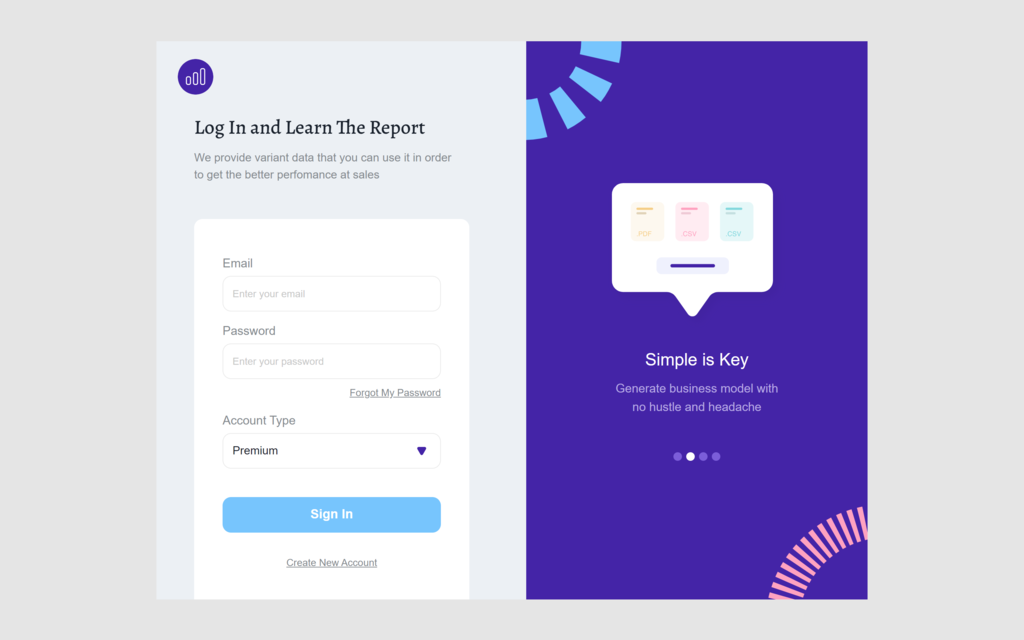 Log In and Learn The Report
We provide variant data that you can use it in order
to get the better perfomance at sales
Email
Enter your email
Password
Enter your password
Forgot My Password
Account Type
Premium
Sign In
Create New Account
PDF
CSV
CSV
Simple is Key
Generate business model with
no hustle and headache